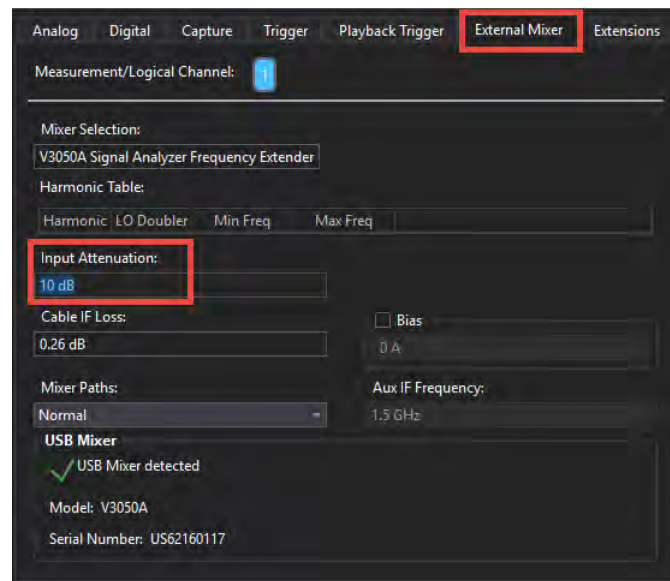 Analog Digital Capture Trigger Playback Trigger External Mixer Extensions
Measurement/Logical Channel: 1
Mixer Selection:
V3050A Signal Analyzer Frequency Extender
Harmonic Table:
Harmonic LO Doubler Min Freq Max Freq
Input Attenuation:
10 dB
Cable IF Loss:
Bias
0.26 dB
0 A
Mixer Paths:
Aux IF Frequency:
Normal
1.5 GHz
USB Mixer
USB Mixer detected
Model: V3050A
Serial Number: US62160117